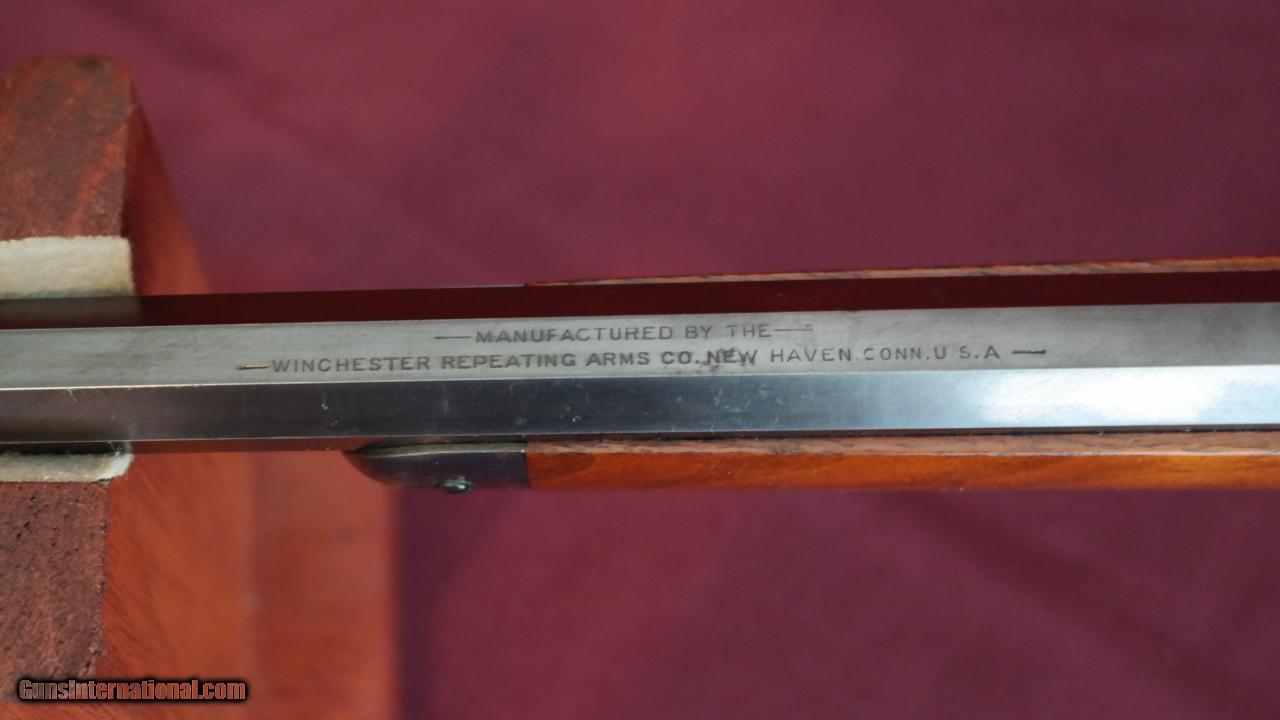 — MANUFACTURED BY THE —
— WINCHESTER REPEATING ARMS CO. NEW HAVEN. CONN. U S. A —
GunsInternational.com